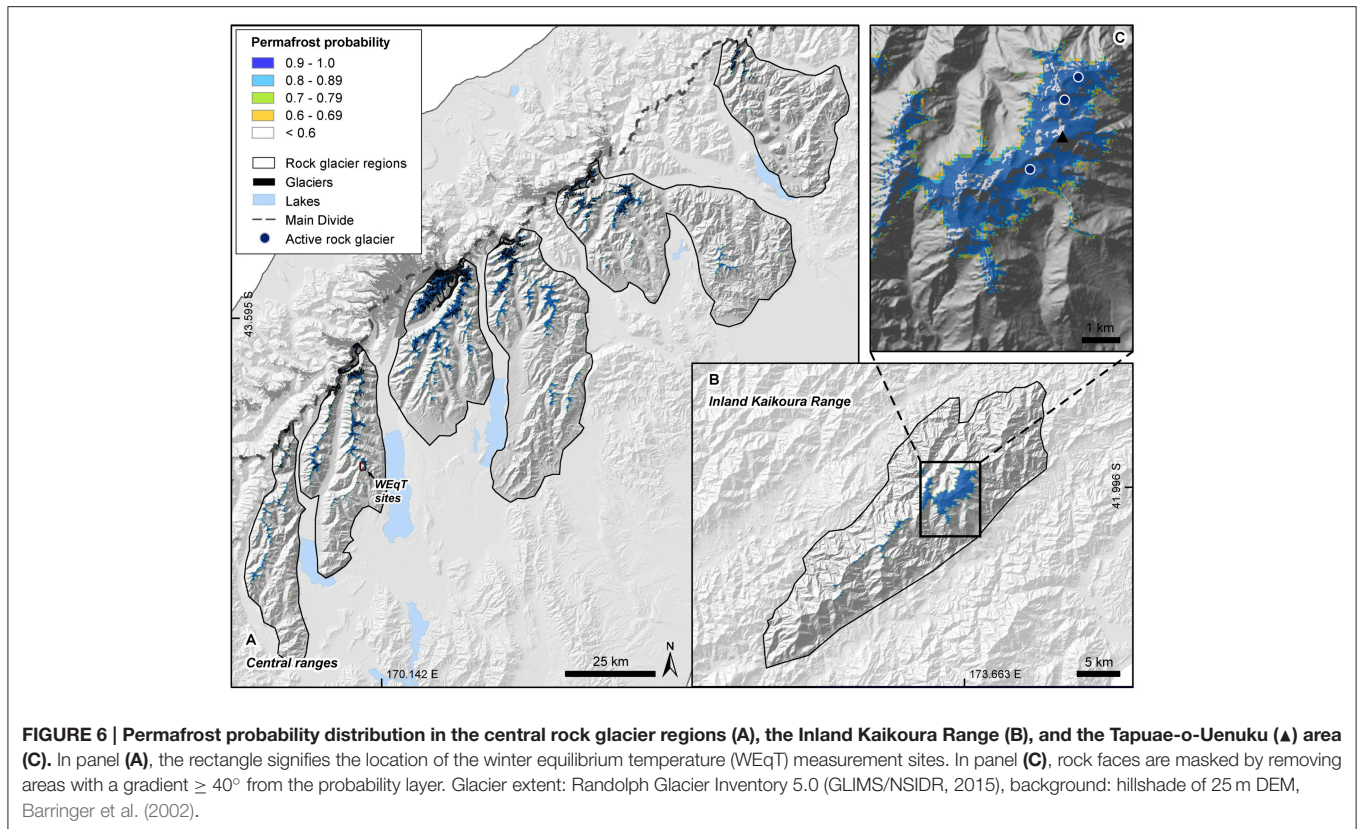 Permafrost probability
0.9 - 1.0
0.8 - 0.89
0.7 - 0.79
0.6 - 0.69
< 0.6
Rock glacier regions
Glaciers
Lakes
Main Divide
Active rock glacier
43.595 S
WEqT
sites
A
Central ranges
25 km
N
170.142 E
C
1 km
B
Inland Kaikoura Range
41.996 S
173.663 E
5 km
FIGURE 6 | Permafrost probability distribution in the central rock glacier regions (A), the Inland Kaikoura Range (B), and the Tapuae-o-Uenuku (▲) area
(C). In panel (A), the rectangle signifies the location of the winter equilibrium temperature (WEqT) measurement sites. In panel (C), rock faces are masked by removing
areas with a gradient ≥ 40° from the probability layer. Glacier extent: Randolph Glacier Inventory 5.0 (GLIMS/NSIDR, 2015), background: hillshade of 25 m DEM,
Barringer et al. (2002).